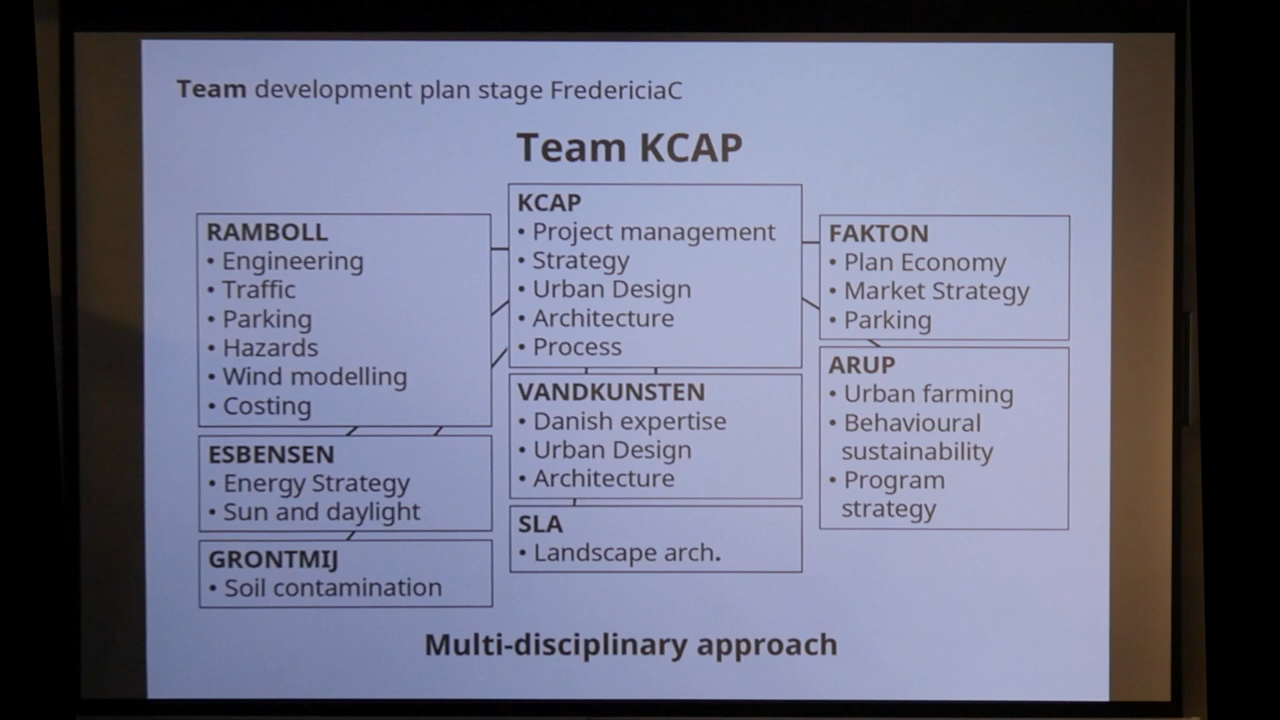 Team development plan stage FredericiaC
Team KCAP
RAMBOLL
• Engineering
• Traffic
• Parking
• Hazards
• Wind modelling
• Costing
ESBENSEN
• Energy Strategy
• Sun and daylight
GRONTMIJ
• Soil contamination
KCAP
• Project management
• Strategy
• Urban Design
• Architecture
• Process
VANDKUNSTEN
• Danish expertise
• Urban Design
• Architecture
SLA
• Landscape arch.
FAKTON
• Plan Economy
• Market Strategy
• Parking
ARUP
• Urban farming
• Behavioural
sustainability
• Program
strategy
Multi-disciplinary approach